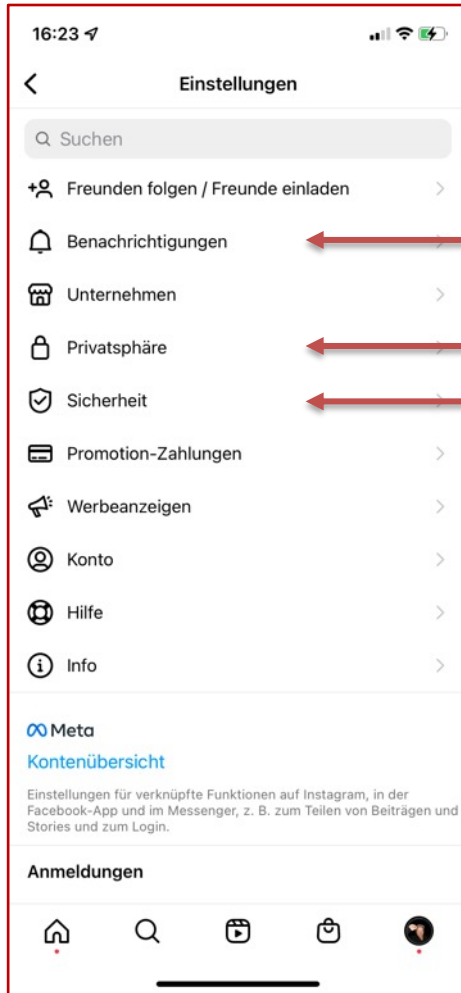 16:23
Einstellungen
Suchen
Freunden folgen / Freunde einladen
Benachrichtigungen
Unternehmen
Privatsphäre
Sicherheit
Promotion-Zahlungen
Werbeanzeigen
Konto
Hilfe
Info
Meta
Kontenübersicht
Einstellungen für verknüpfte Funktionen auf Instagram, in der
Facebook-App und im Messenger, z. B. zum Teilen von Beiträgen und
Stories und zum Login.
Anmeldungen